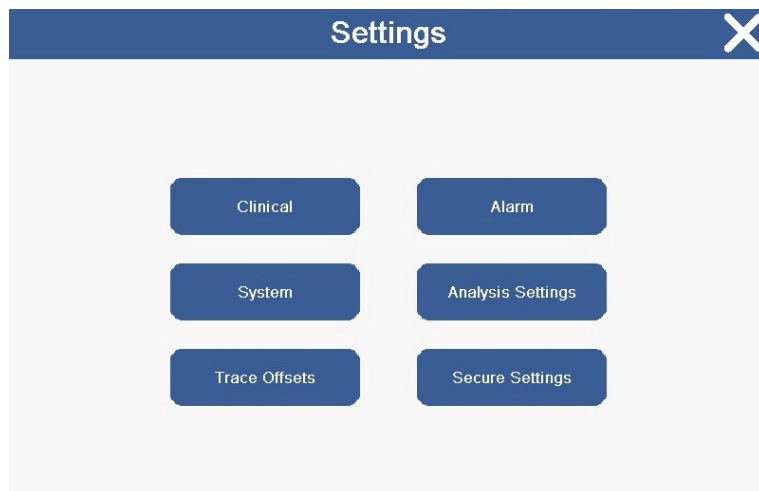 Settings
Clinical
Alarm
System
Analysis Settings
Trace Offsets
Secure Settings